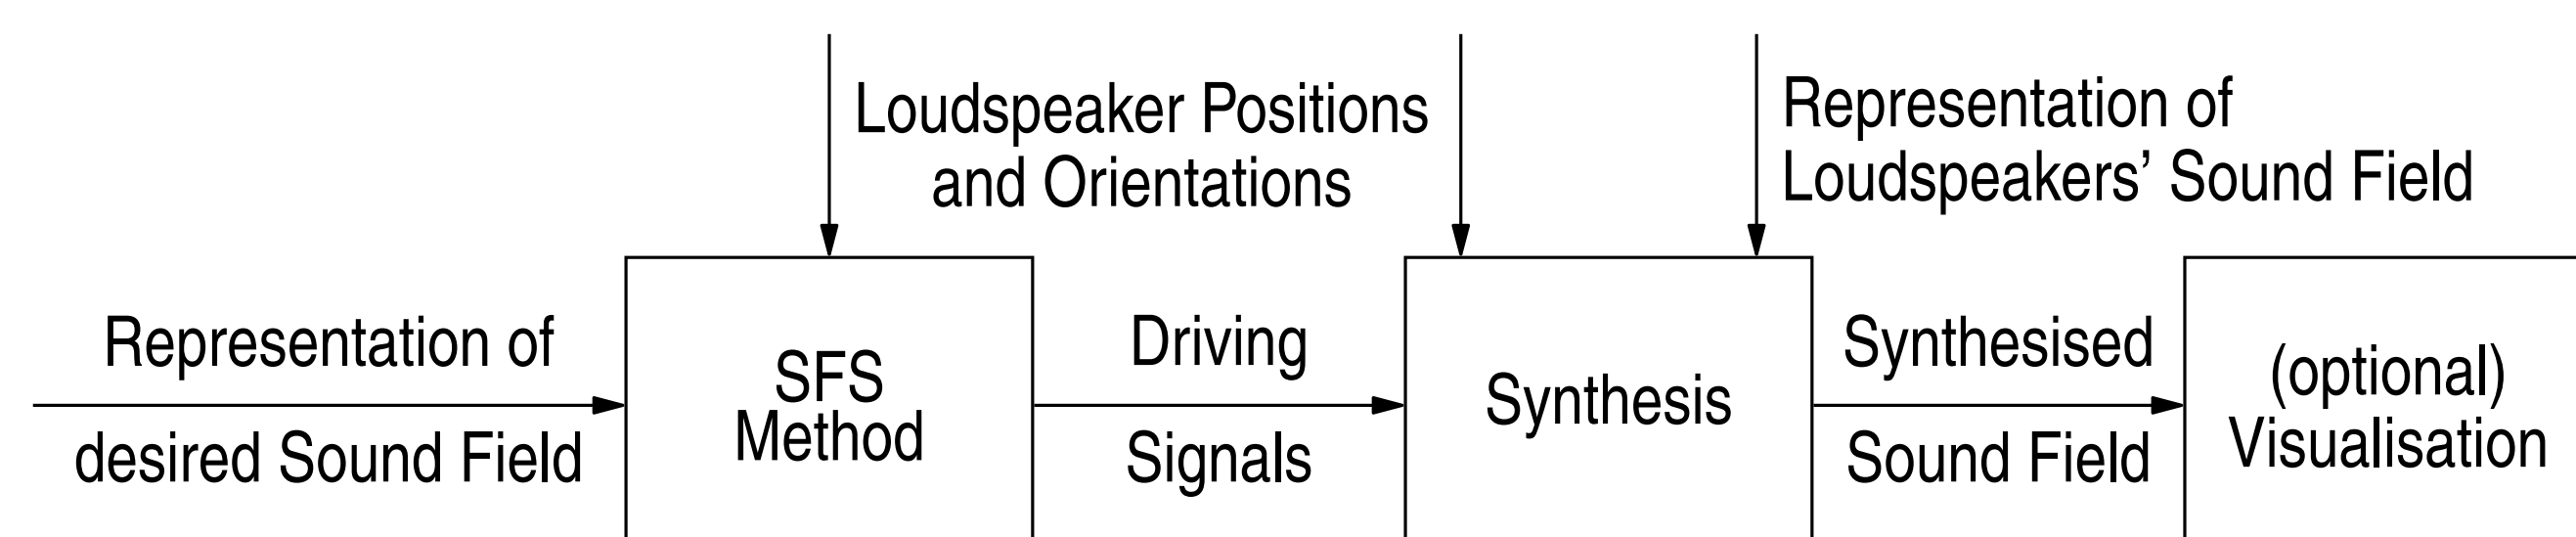 Loudspeaker Positions
and Orientations
Representation of
Loudspeakers’ Sound Field
Representation of
desired Sound Field
SFS
Method
Driving
Signals
Synthesis
Synthesised
Sound Field
(optional)
Visualisation